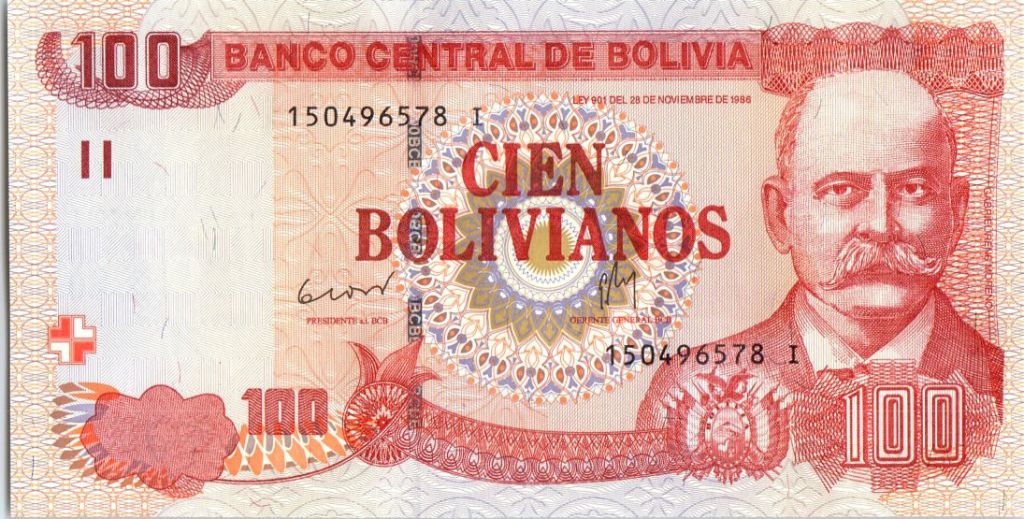 100
BANCO CENTRAL DE BOLIVIA
LEY 901 DEL 28 DE NOVIEMBRE DE 1986
150496578 I
CIEN
BOLIVIANOS
PRESIDENTE a.i. BCB
GERENTE GENERAL BCB
150496578 I
100
100